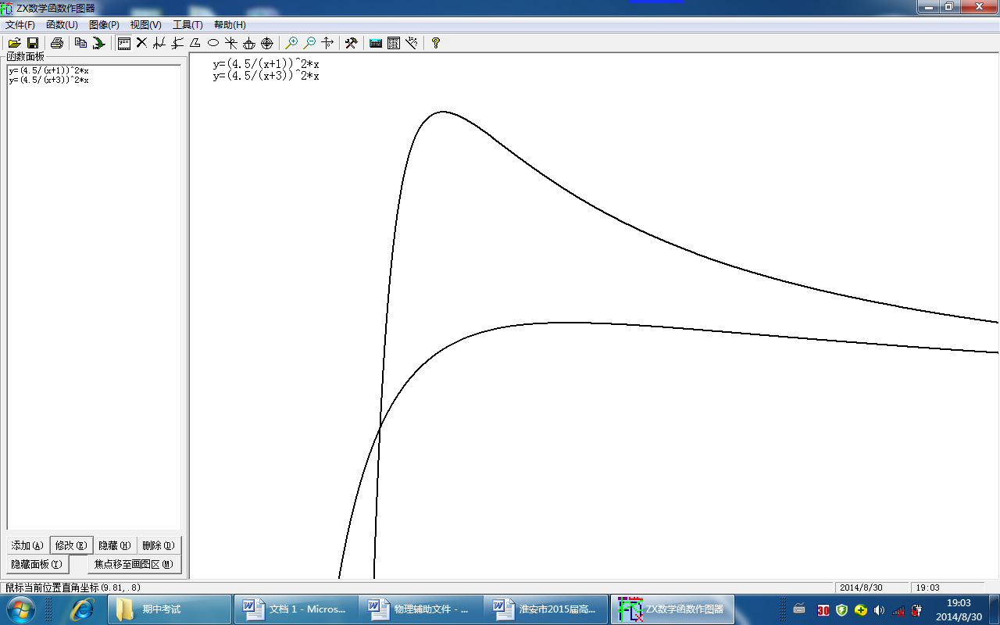 ZX数学函数作图器
文件(F) 函数(U) 图像(P) 视图(V) 工具(T) 帮助(H)
函数面板
y=(4.5/(x+1))^2*x
y=(4.5/(x+3))^2*x
y=(4.5/(x+1))^2*x
y=(4.5/(x+3))^2*x
添加(A) 修改(E) 隐藏(H) 删除(D)
隐藏面板(Y) 焦点移至画图区(M)
鼠标当前位置直角坐标(9.81,.8) 2014/8/30 19:03
期中考试 文档 1 - Micros... 物理辅助文件 - ... 淮安市2015届高... ZX数学函数作图器 30 19:03
2014/8/30